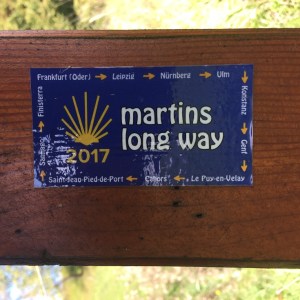 Frankfurt (Oder) → Leipzig → Nürnberg → Ulm
Konstanz → Genf
martins
long way
2017
Saint-Jean-Pied-de-Port ← Cahors ← Le Puy-en-Velay
Santiago → Finisterra